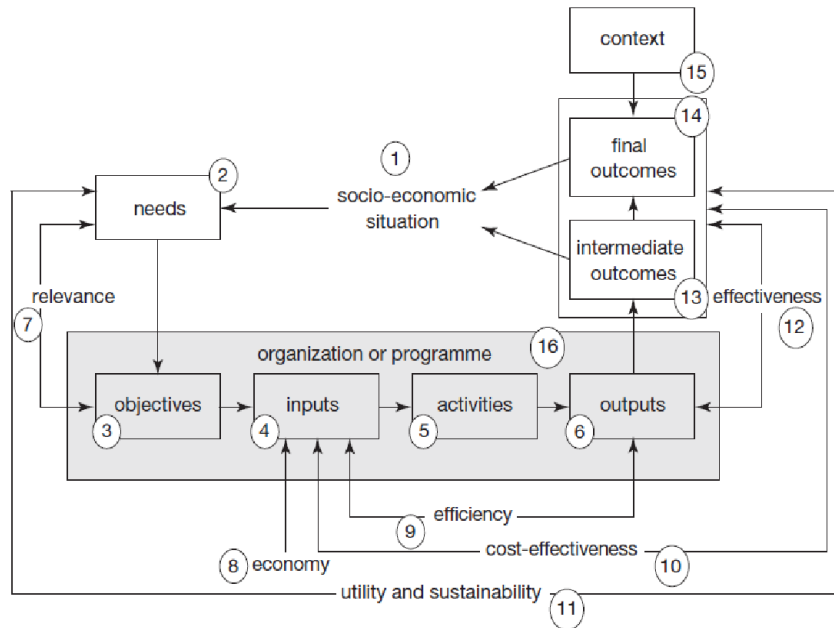 context
15
14
final
outcomes
1
socio-economic
situation
2
needs
intermediate
outcomes
13
relevance
7
effectiveness
12
organization or programme
16
objectives
3
inputs
4
activities
5
outputs
6
efficiency
9
cost-effectiveness
10
8
economy
utility and sustainability
11